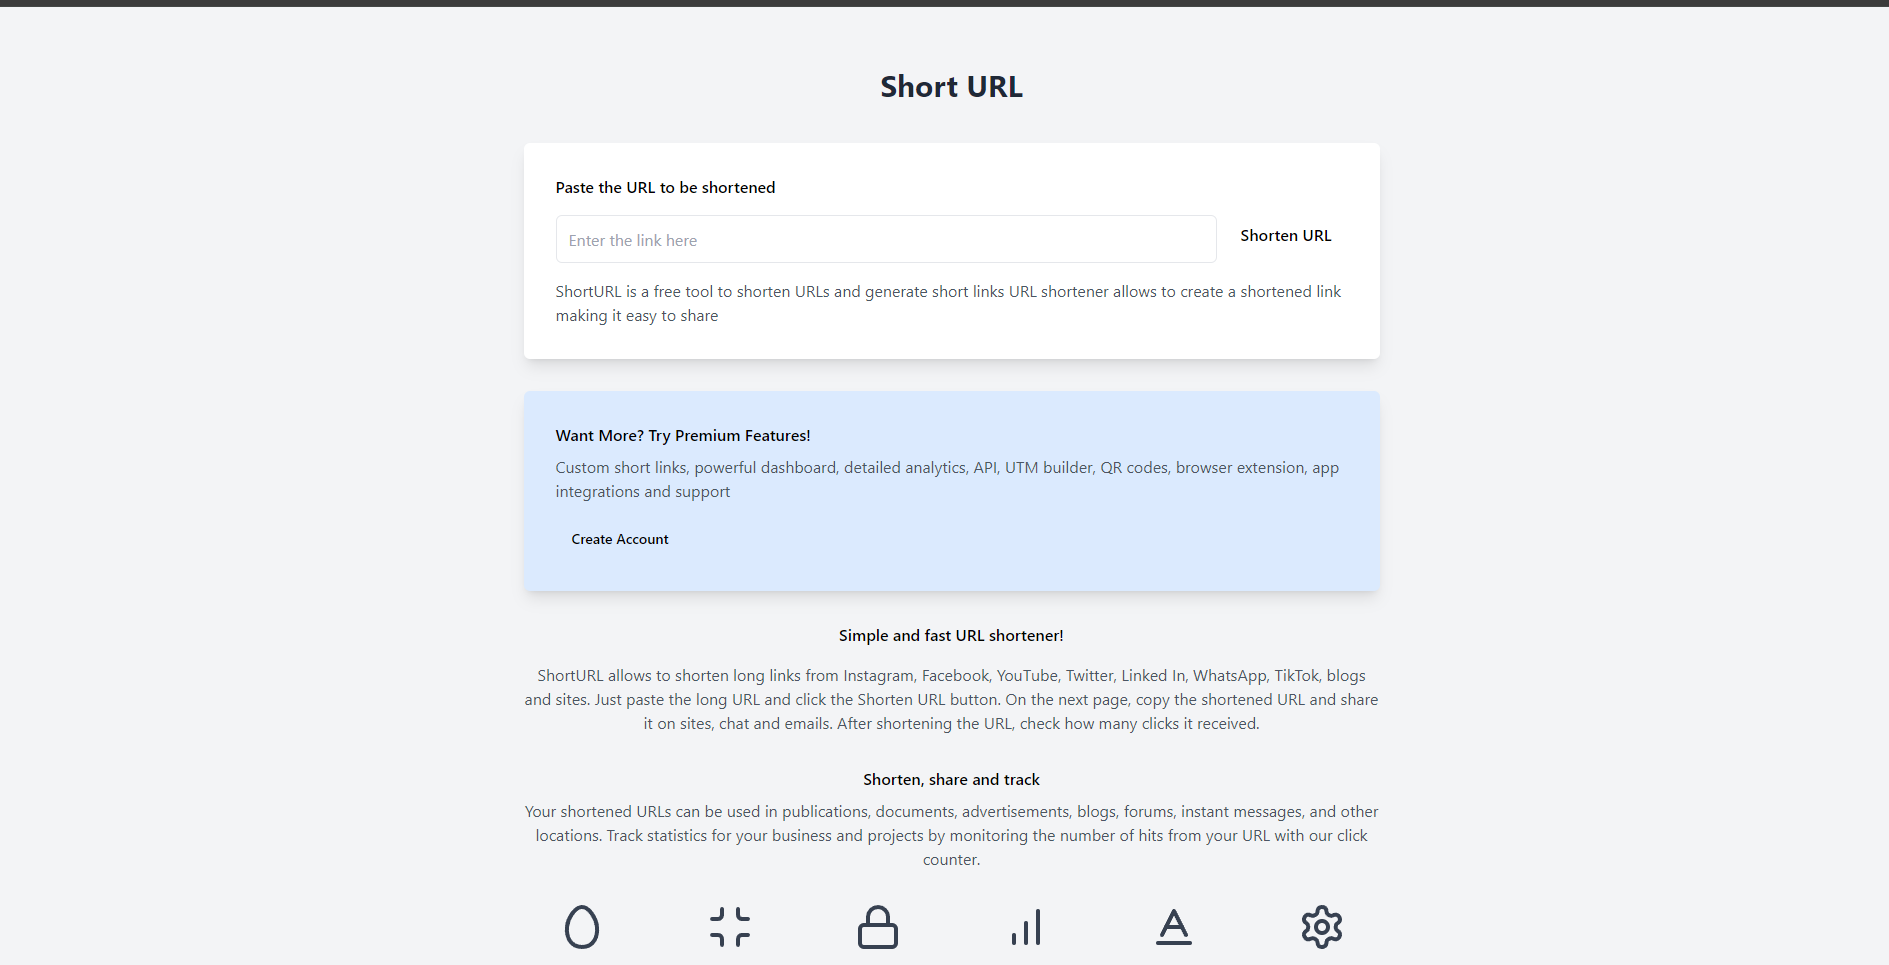 Short URL
Paste the URL to be shortened
Enter the link here
Shorten URL
ShortURL is a free tool to shorten URLs and generate short links URL shortener allows to create a shortened link
making it easy to share
Want More? Try Premium Features!
Custom short links, powerful dashboard, detailed analytics, API, UTM builder, QR codes, browser extension, app
integrations and support
Create Account
Simple and fast URL shortener!
ShortURL allows to shorten long links from Instagram, Facebook, YouTube, Twitter, Linked In, WhatsApp, TikTok, blogs
and sites. Just paste the long URL and click the Shorten URL button. On the next page, copy the shortened URL and share
it on sites, chat and emails. After shortening the URL, check how many clicks it received.
Shorten, share and track
Your shortened URLs can be used in publications, documents, advertisements, blogs, forums, instant messages, and other
locations. Track statistics for your business and projects by monitoring the number of hits from your URL with our click
counter.